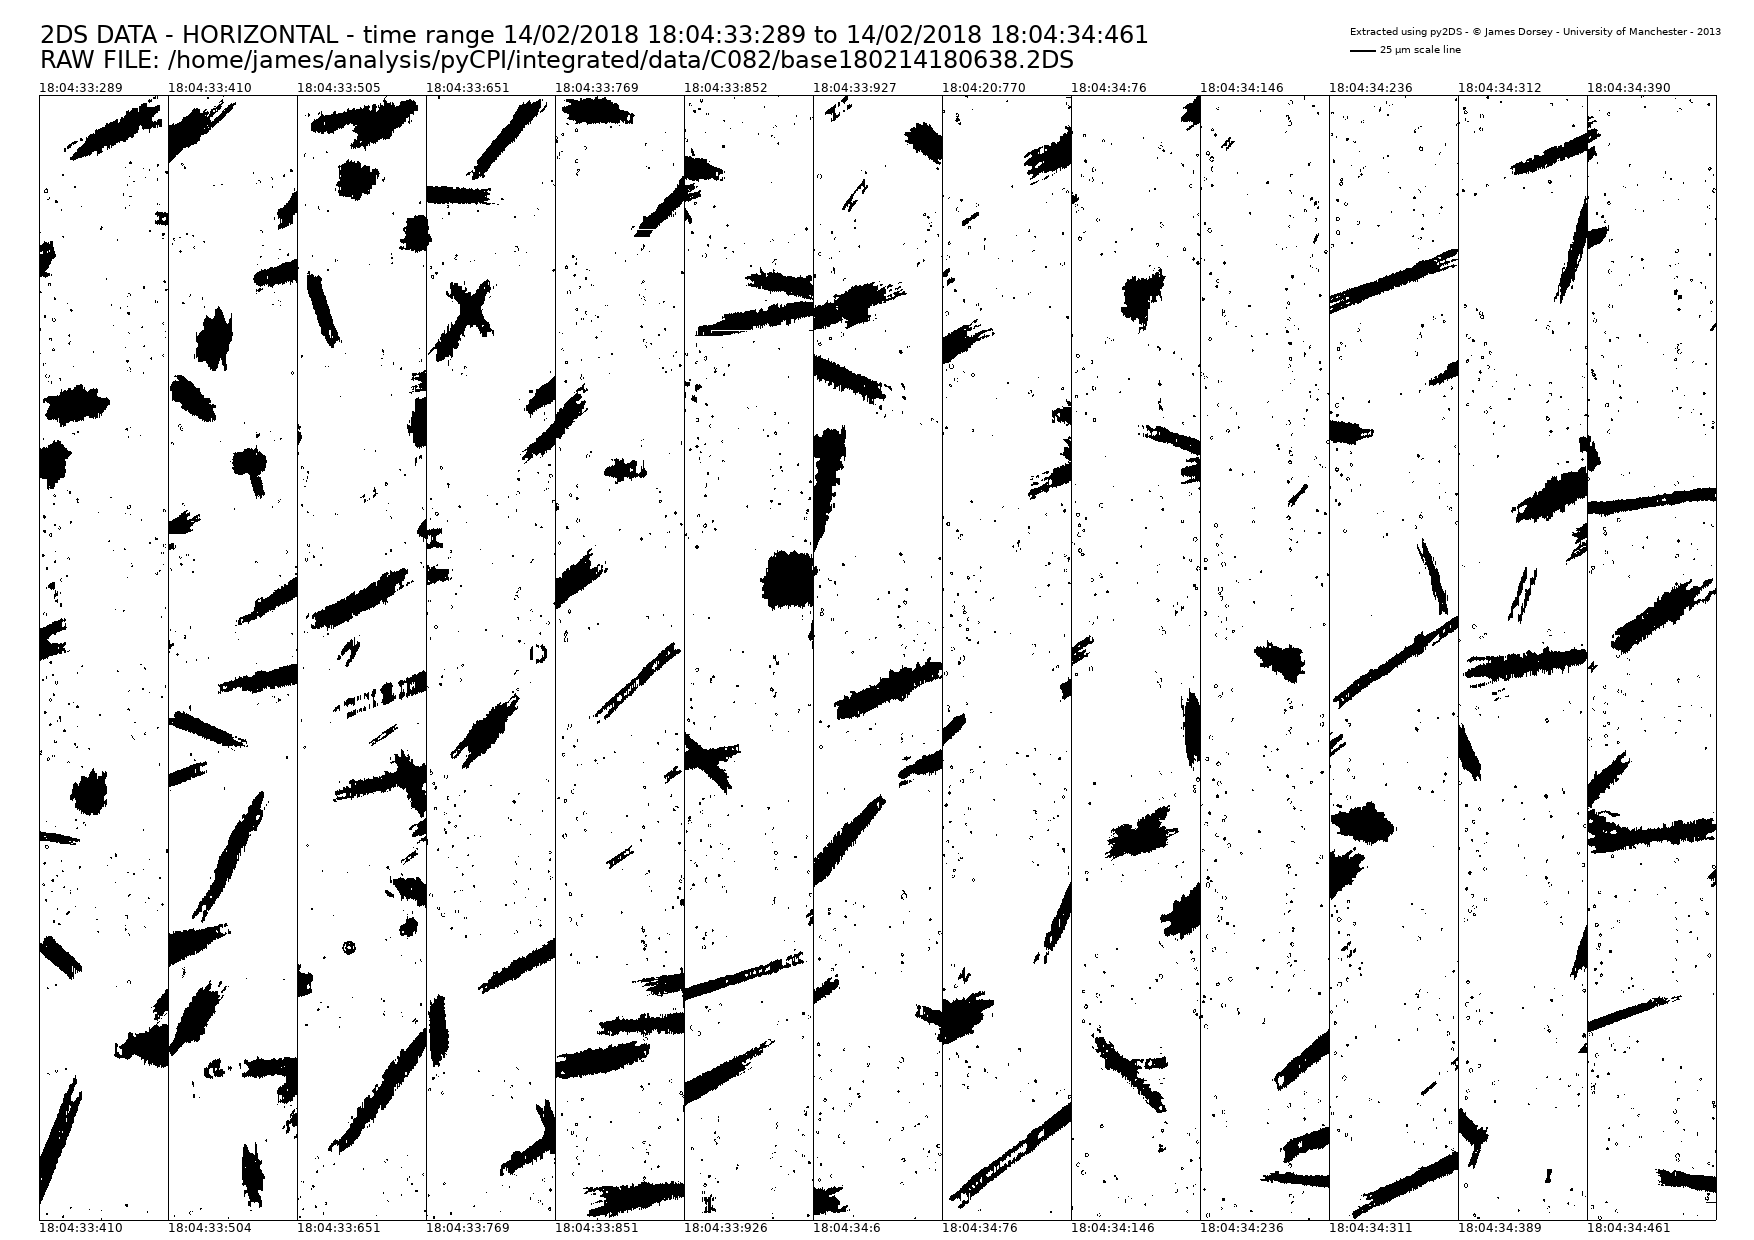 2DS DATA - HORIZONTAL - time range 14/02/2018 18:04:33:289 to 14/02/2018 18:04:34:461
RAW FILE: /home/james/analysis/pyCPI/integrated/data/C082/base180214180638.2DS
Extracted using py2DS - © James Dorsey - University of Manchester - 2013
25 µm scale line
18:04:33:289 18:04:33:410 18:04:33:505 18:04:33:651 18:04:33:769 18:04:33:852 18:04:33:927 18:04:20:770 18:04:34:76 18:04:34:146 18:04:34:236 18:04:34:312 18:04:34:390
18:04:33:410 18:04:33:504 18:04:33:651 18:04:33:769 18:04:33:851 18:04:33:926 18:04:34:6 18:04:34:76 18:04:34:146 18:04:34:236 18:04:34:311 18:04:34:389 18:04:34:461